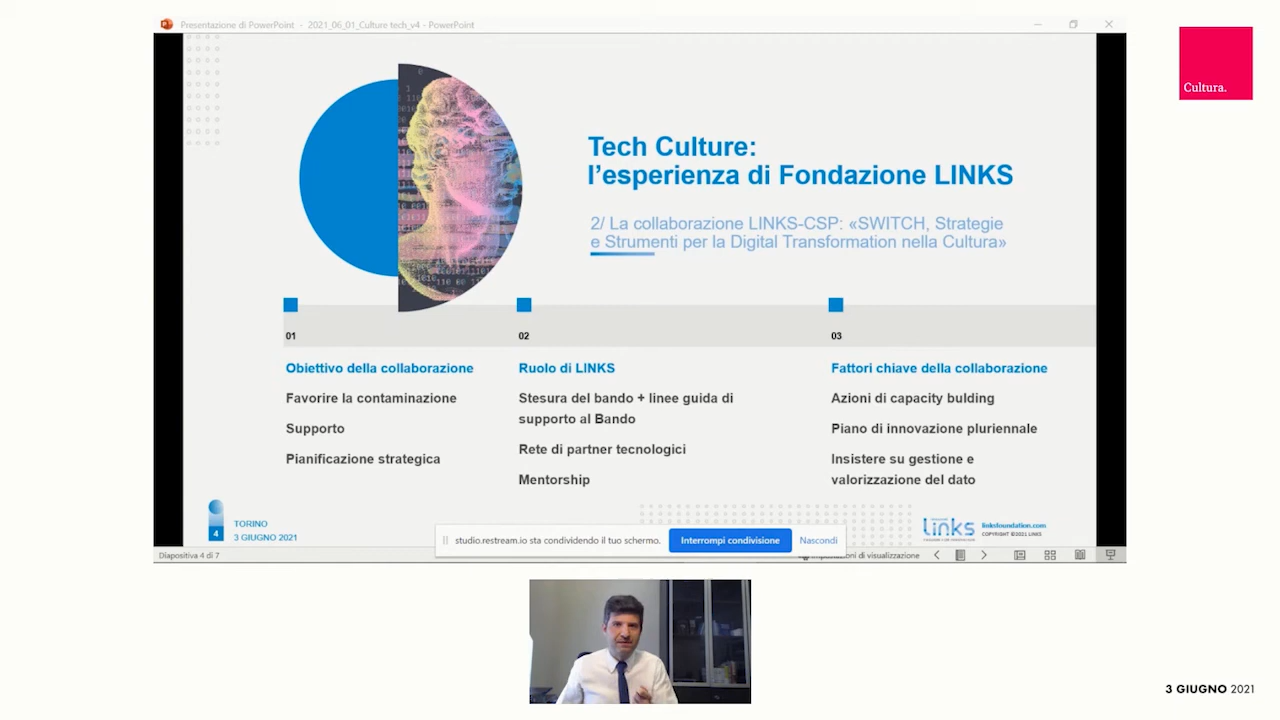 Presentazione di PowerPoint - 2021_06_01_Culture tech_v4 - PowerPoint
Cultura.
Tech Culture:
l’esperienza di Fondazione LINKS
2/ La collaborazione LINKS-CSP: «SWITCH, Strategie
e Strumenti per la Digital Transformation nella Cultura»
01
02
03
Obiettivo della collaborazione
Favorire la contaminazione
Supporto
Pianificazione strategica
Ruolo di LINKS
Stesura del bando + linee guida di
supporto al Bando
Rete di partner tecnologici
Mentorship
Fattori chiave della collaborazione
Azioni di capacity bulding
Piano di innovazione pluriennale
Insistere su gestione e
valorizzazione del dato
4
TORINO
3 GIUGNO 2021
studio.restream.io sta condividendo il tuo schermo.
Interrompi condivisione
Nascondi
links
linksfoundation.com
COPYRIGHT ©2021 LINKS
Diapositiva 4 di 7
di visualizzazione
3 GIUGNO 2021